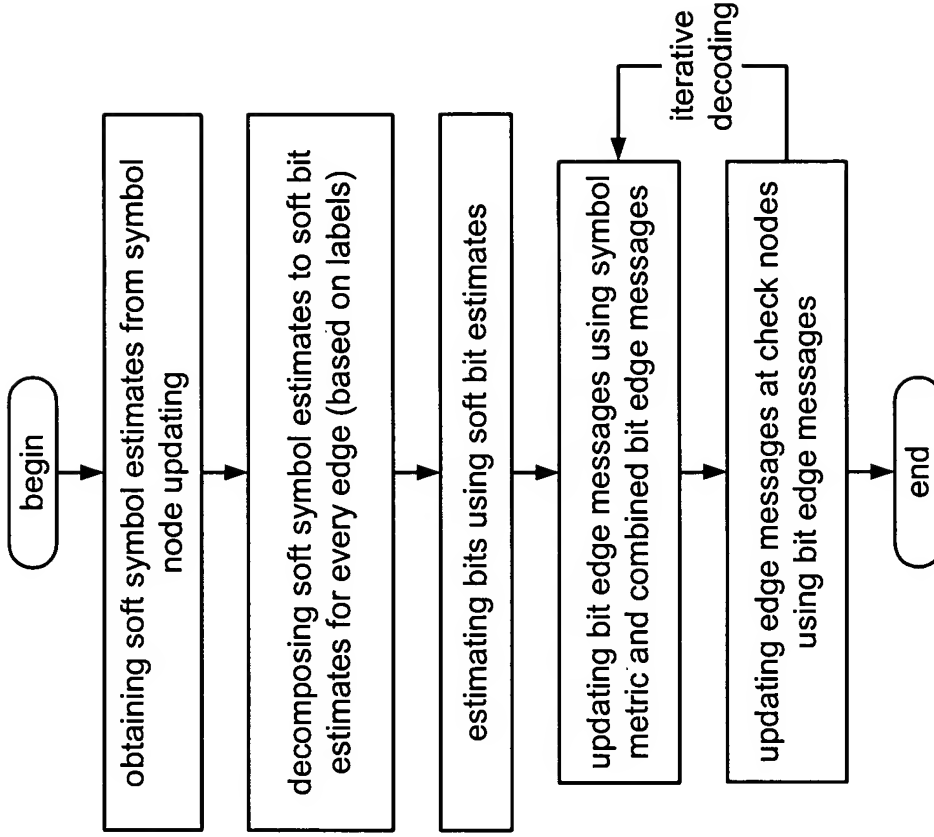 begin
obtaining soft symbol estimates from symbol
node updating
decomposing soft symbol estimates to soft bit
estimates for every edge (based on labels)
estimating bits using soft bit estimates
updating bit edge messages using symbol
metric and combined bit edge messages
iterative
decoding
updating edge messages at check nodes
using bit edge messages
end